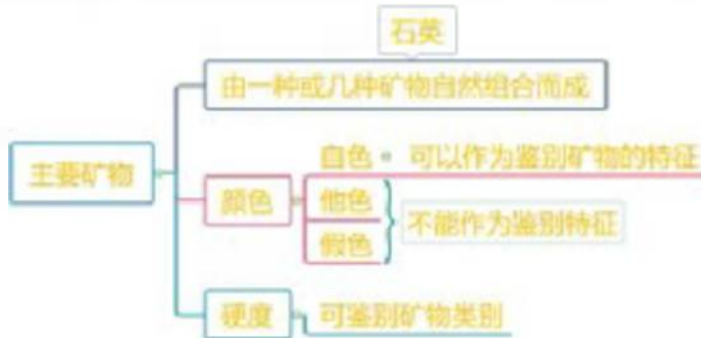 石英
由一种或几种矿物自然组合而成
主要矿物
自色 可以作为鉴别矿物的特征
颜色
他色
不能作为鉴别特征
假色
硬度
可鉴别矿物类别